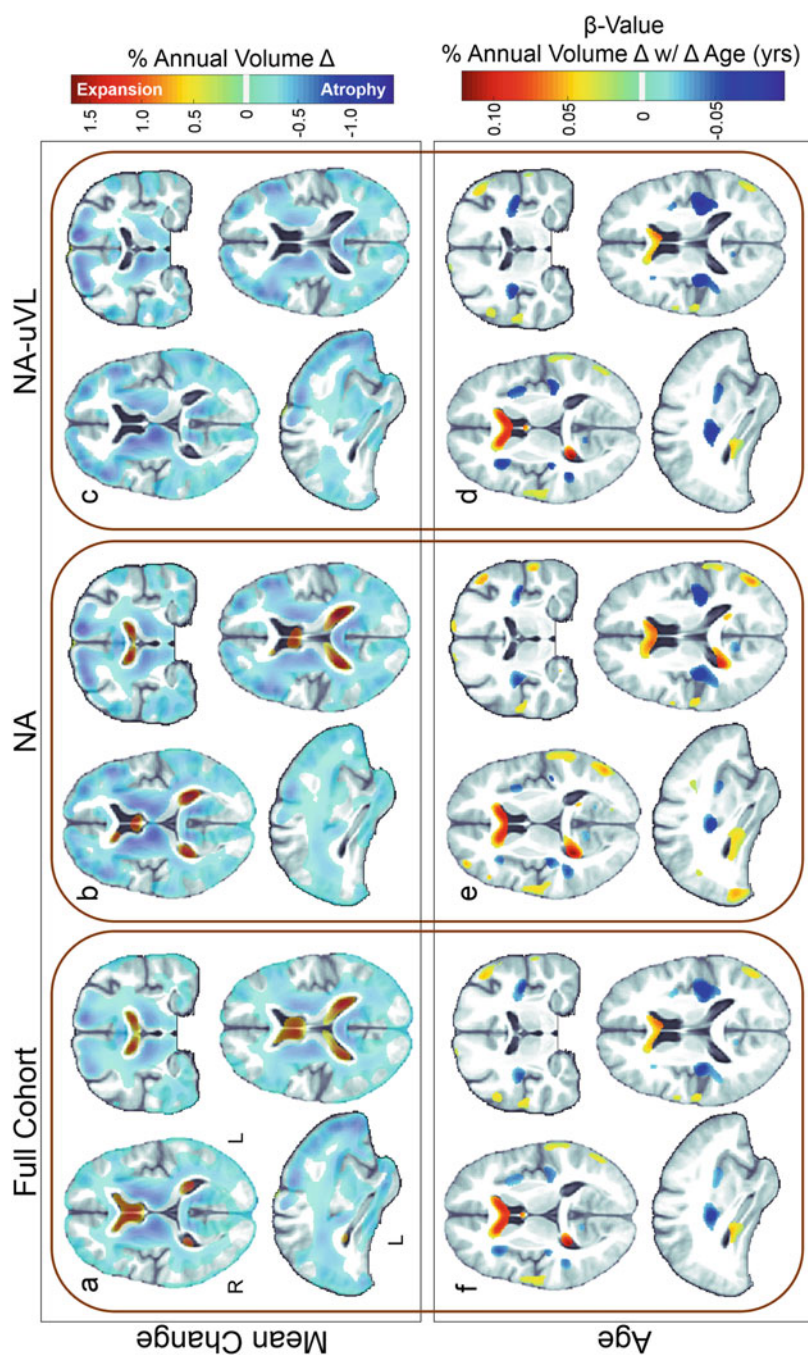 Full Cohort
NA
NA-uVL
Mean Change
a
R
L
L
b
c
% Annual Volume Δ
Expansion
Atrophy
1.5
1.0
0.5
0
-0.5
-1.0
Age
f
e
d
β-Value
% Annual Volume Δ w/ Δ Age (yrs)
0.10
0.05
0
-0.05